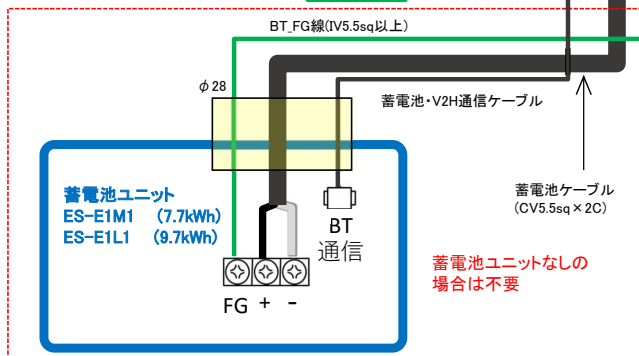 BT_FG線(IV5.5sq以上)
φ28
蓄電池・V2H通信ケーブル
蓄電池ユニット
ES-E1M1 (7.7kWh)
ES-E1L1 (9.7kWh)
蓄電池ケーブル
(CV5.5sq×2C)
BT
通信
蓄電池ユニットなしの
場合は不要
FG + -